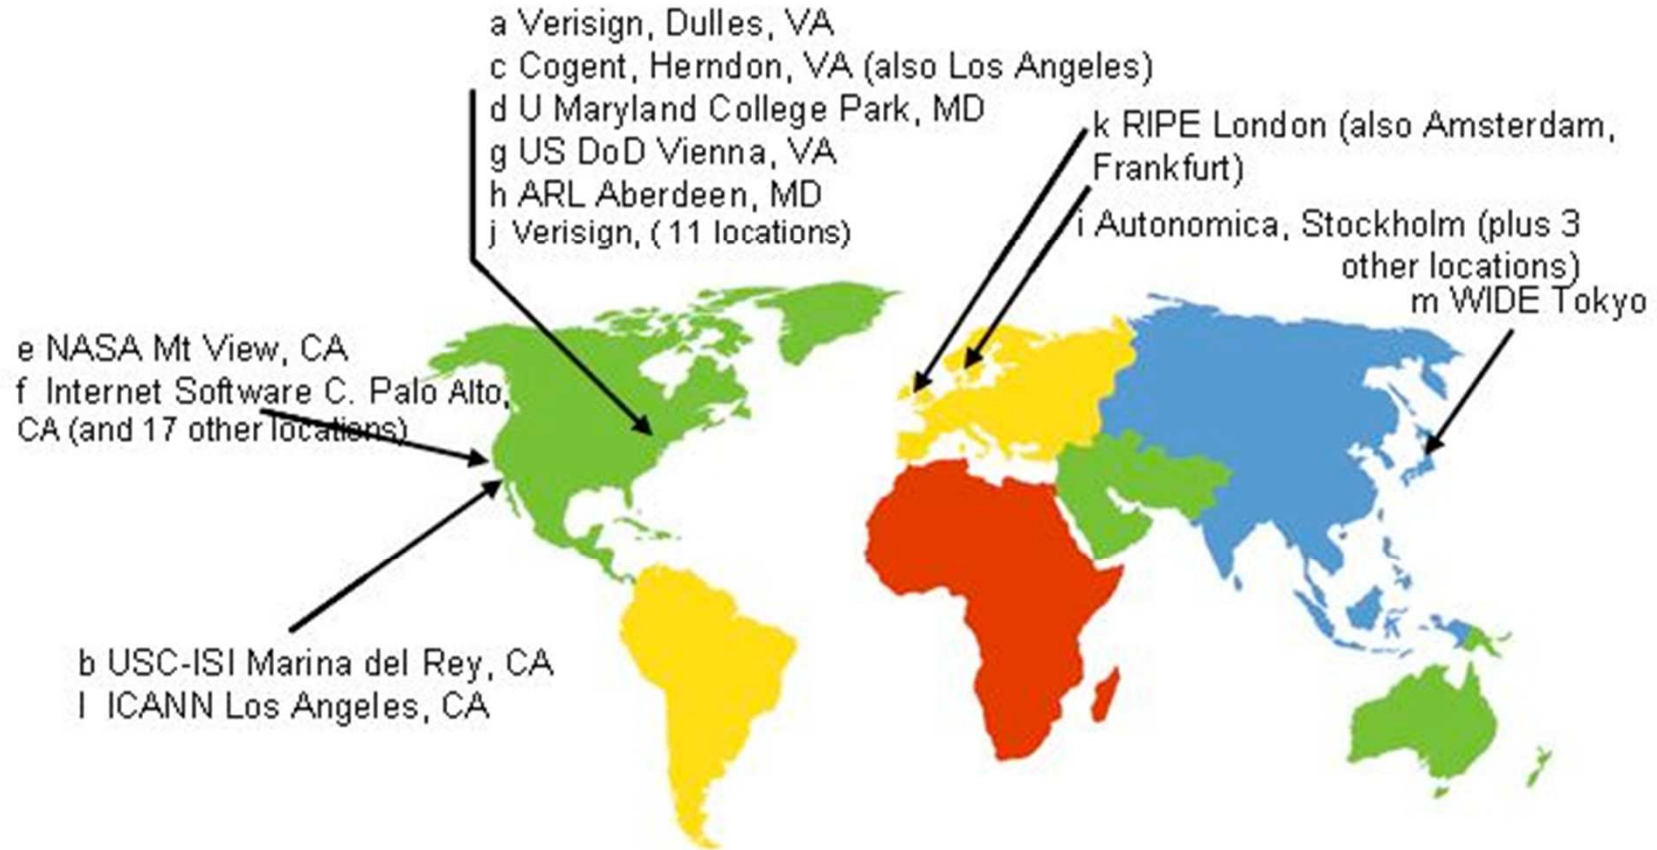 a Verisign, Dulles, VA
c Cogent, Herndon, VA (also Los Angeles)
d U Maryland College Park, MD
g US DoD Vienna, VA
h ARL Aberdeen, MD
j Verisign, ( 11 locations)
k RIPE London (also Amsterdam,
Frankfurt)
i Autonomica, Stockholm (plus 3
other locations)
m WIDE Tokyo
e NASA Mt View, CA
f Internet Software C. Palo Alto,
CA (and 17 other locations)
b USC-ISI Marina del Rey, CA
l ICANN Los Angeles, CA